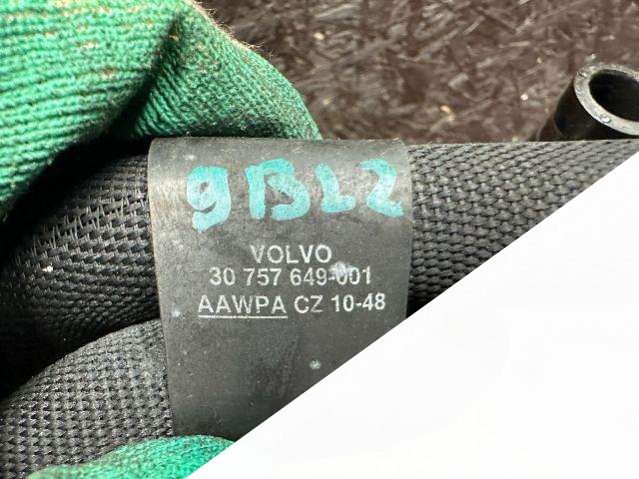 9BL2
VOLVO
30 757 649-001
AAWPA CZ 10-48